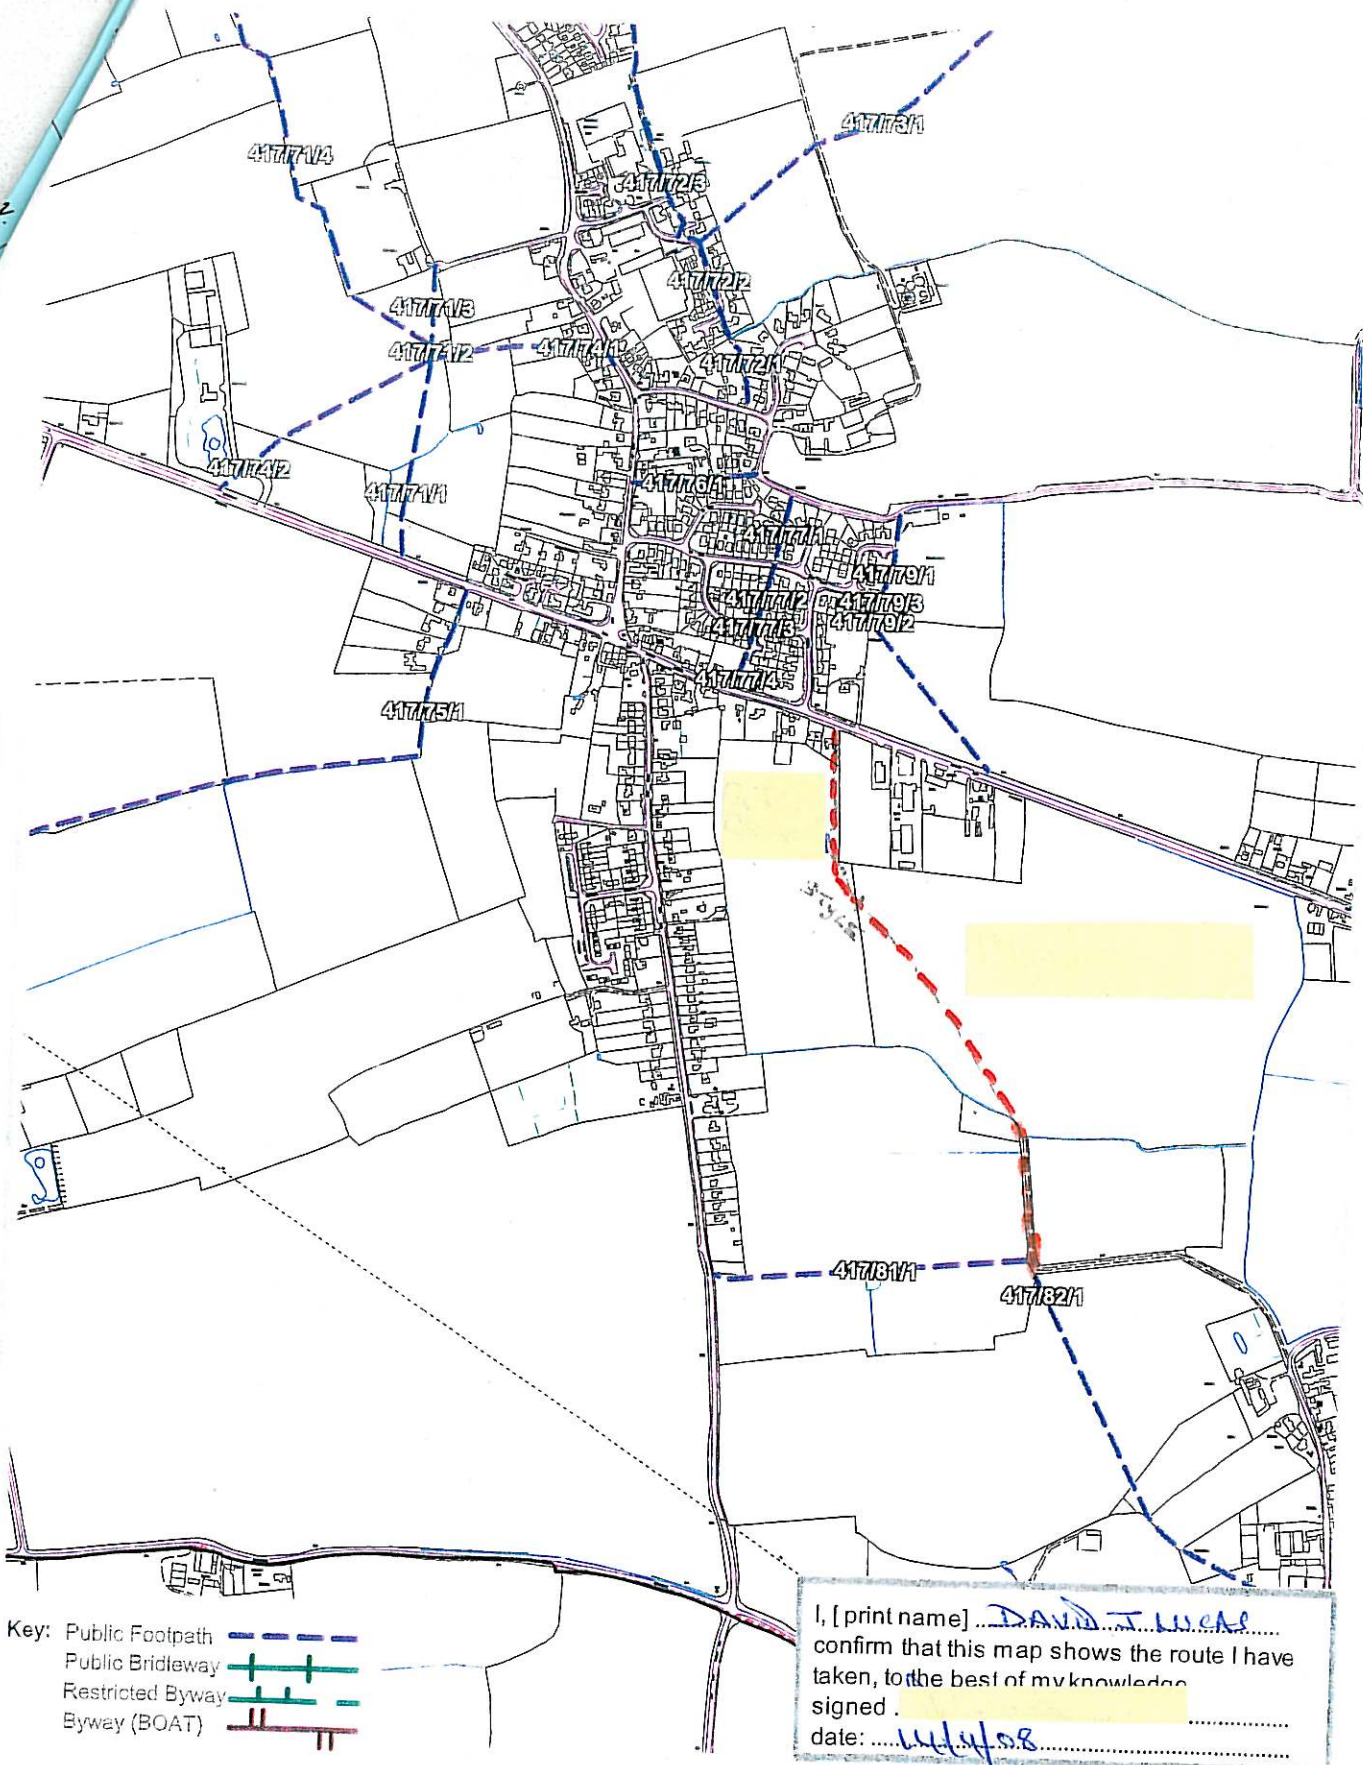 417/73/1
417/71/4
417/72/3
417/72/2
417/71/3
417/71/2
417/74/1
417/72/1
417/74/2
417/71/1
417/76/1
417/77/1
417/79/1
417/77/2
417/79/3
417/79/2
417/77/3
417/77/4
417/75/1
STYLE
417/81/1
417/82/1
Key:
Public Footpath
Public Bridleway
Restricted Byway
Byway (BOAT)
I, [print name] DAVID J LUCAS
confirm that this map shows the route I have
taken, to the best of my knowledge
signed
date: 14/4/08